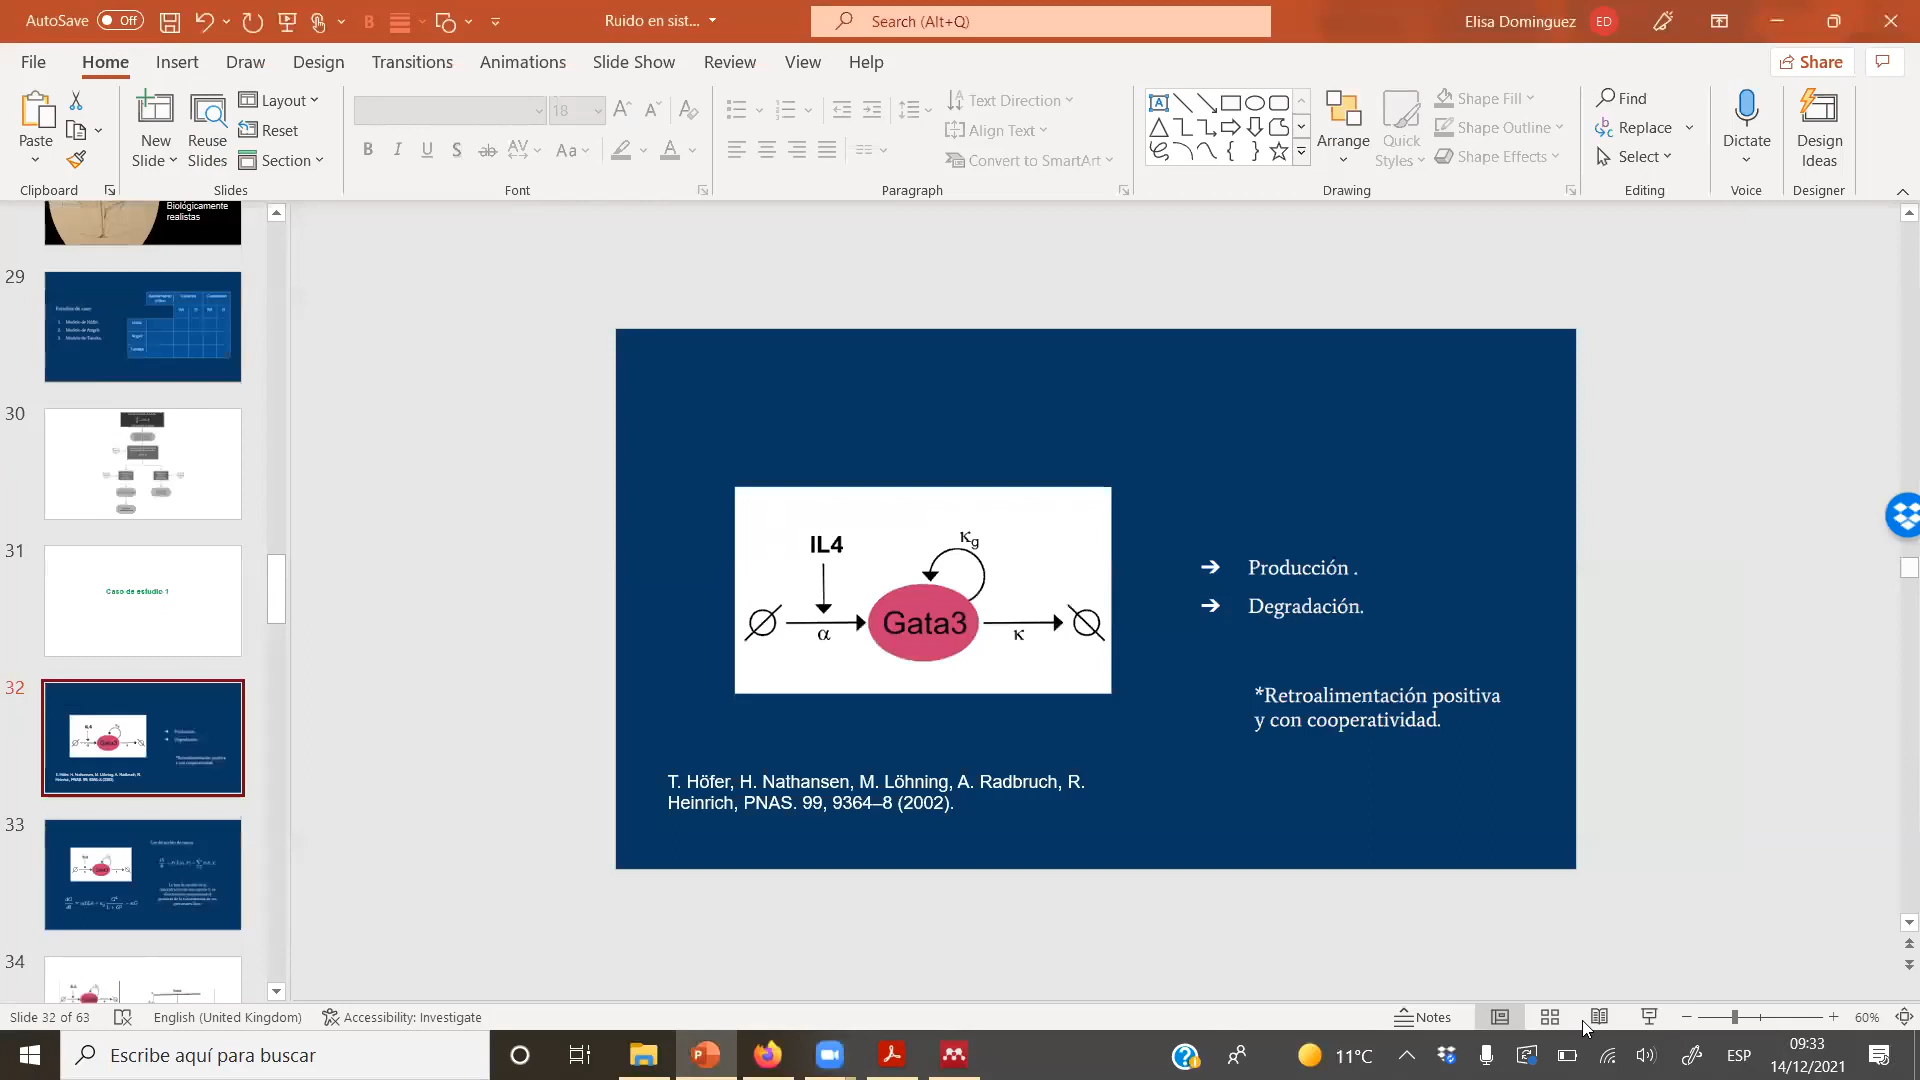 AutoSave Off
Ruido en sist...
Search (Alt+Q)
Elisa Dominguez ED
File Home Insert Draw Design Transitions Animations Slide Show Review View Help
Share
Paste
New Slide
Reuse Slides
Layout
Reset
Section
18
Aa
Text Direction
Align Text
Convert to SmartArt
Arrange
Quick Styles
Shape Fill
Shape Outline
Shape Effects
Find
Replace
Select
Dictate
Design Ideas
Clipboard Slides Font Paragraph Drawing Editing Voice Designer
Biológicamente
realistas
29
30
31
Caso de estudio 1
32
33
34
IL4
κg
Gata3
α
κ
➔ Producción .
➔ Degradación.
*Retroalimentación positiva
y con cooperatividad.
T. Höfer, H. Nathansen, M. Löhning, A. Radbruch, R.
Heinrich, PNAS. 99, 9364–8 (2002).
Slide 32 of 63
English (United Kingdom)
Accessibility: Investigate
Notes
60%
Escribe aquí para buscar
11°C
ESP
09:33
14/12/2021